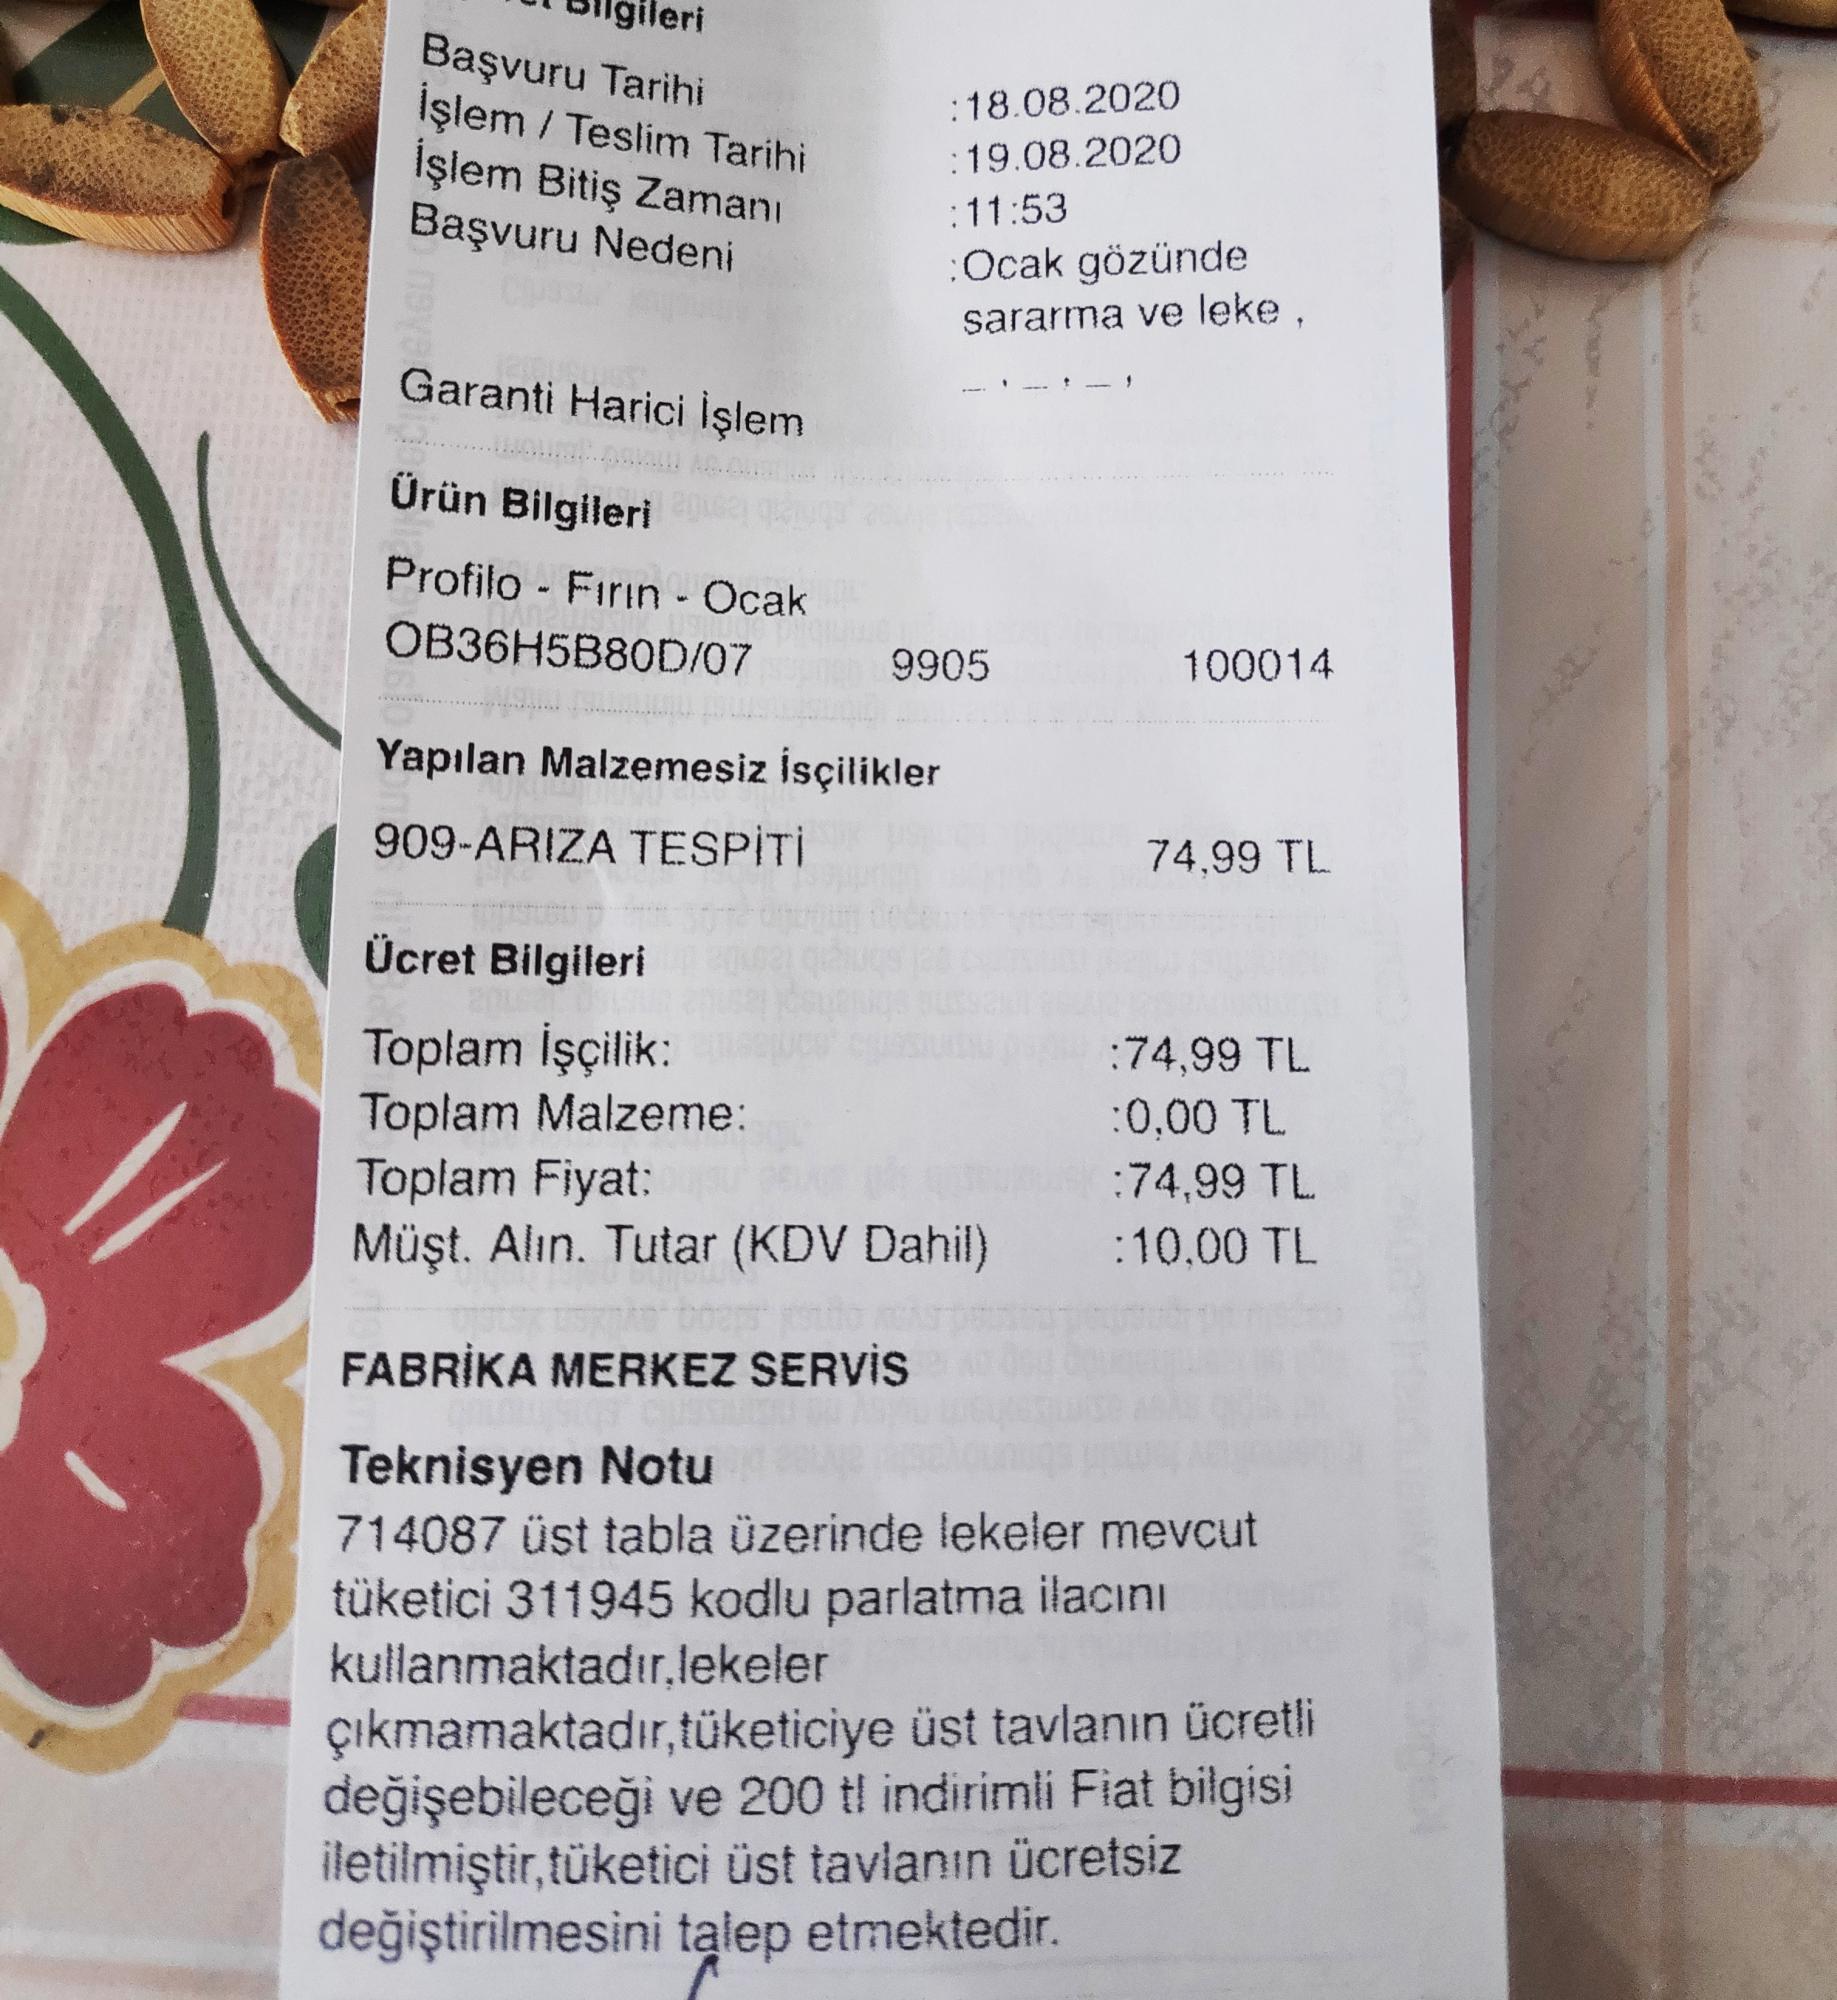 Bilgileri
Başvuru Tarihi :18.08.2020
İşlem / Teslim Tarihi :19.08.2020
İşlem Bitiş Zamanı :11:53
Başvuru Nedeni :Ocak gözünde
sararma ve leke ,
_ , _ , _ ,
Garanti Harici İşlem
Ürün Bilgileri
Profilo - Fırın - Ocak
OB36H5B80D/07 9905 100014
Yapılan Malzemesiz İsçilikler
909-ARIZA TESPİTİ 74,99 TL
Ücret Bilgileri
Toplam İşçilik: :74,99 TL
Toplam Malzeme: :0,00 TL
Toplam Fiyat: :74,99 TL
Müşt. Alın. Tutar (KDV Dahil) :10,00 TL
FABRİKA MERKEZ SERVİS
Teknisyen Notu
714087 üst tabla üzerinde lekeler mevcut
tüketici 311945 kodlu parlatma ilacını
kullanmaktadır,lekeler
çıkmamaktadır,tüketiciye üst tavlanın ücretli
değişebileceği ve 200 tl indirimli Fiat bilgisi
iletilmiştir,tüketici üst tavlanın ücretsiz
değiştirilmesini talep etmektedir.